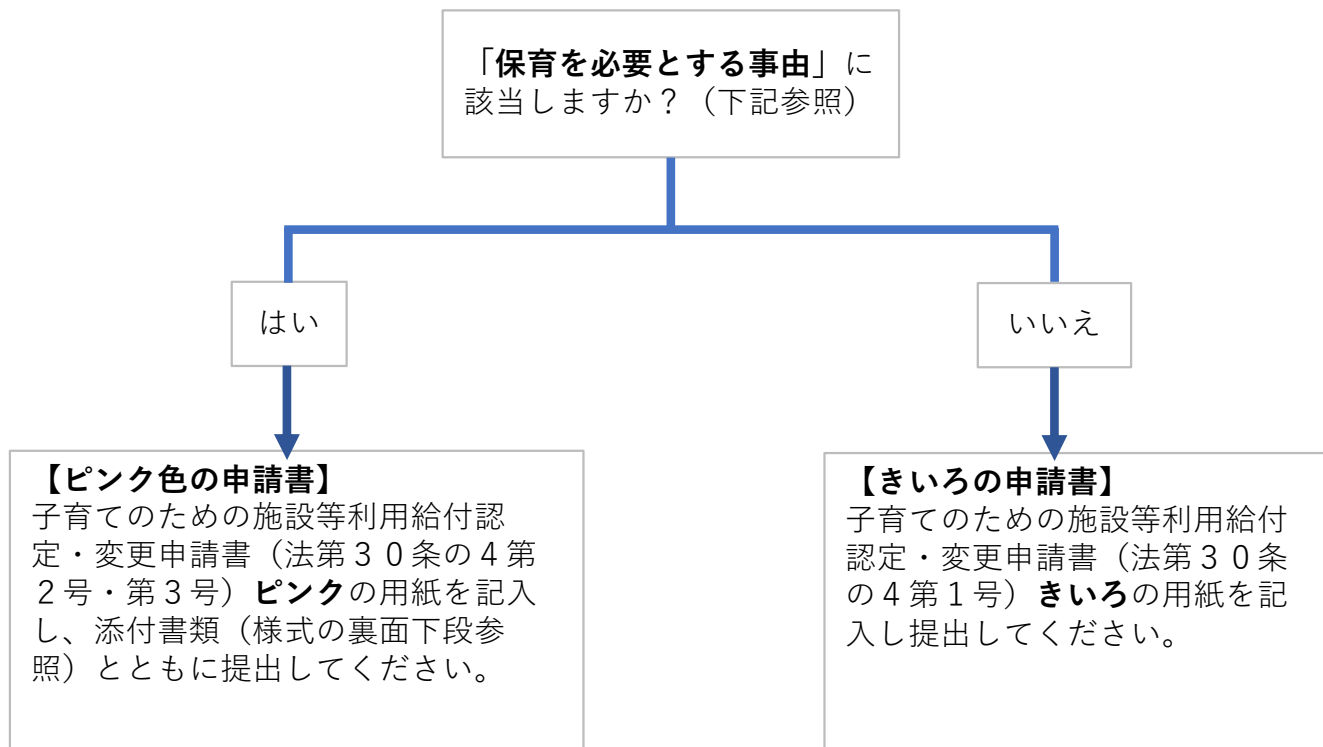 「保育を必要とする事由」に
該当しますか？（下記参照）
はい
いいえ
【ピンク色の申請書】
子育てのための施設等利用給付認
定・変更申請書（法第３０条の４第
２号・第３号）ピンクの用紙を記入
し、添付書類（様式の裏面下段参
照）とともに提出してください。
【きいろの申請書】
子育てのための施設等利用給付
認定・変更申請書（法第３０条
の４第１号）きいろの用紙を記
入し提出してください。